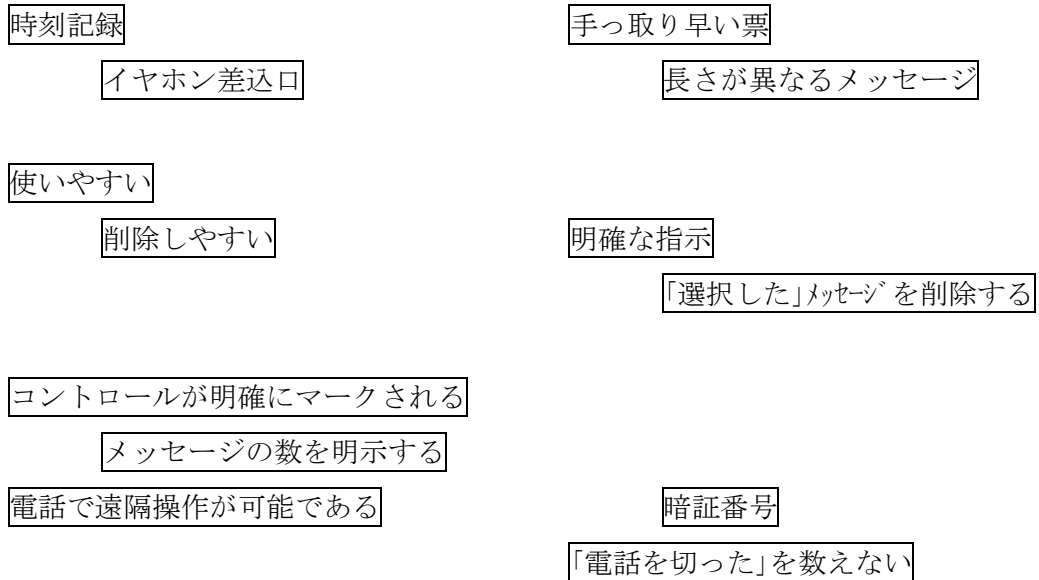 時刻記録
手っ取り早い票
イヤホン差込口
長さが異なるメッセージ
使いやすい
削除しやすい
明確な指示
「選択した」ﾒｯｾｰｼﾞを削除する
コントロールが明確にマークされる
メッセージの数を明示する
電話で遠隔操作が可能である
暗証番号
「電話を切った」を数えない